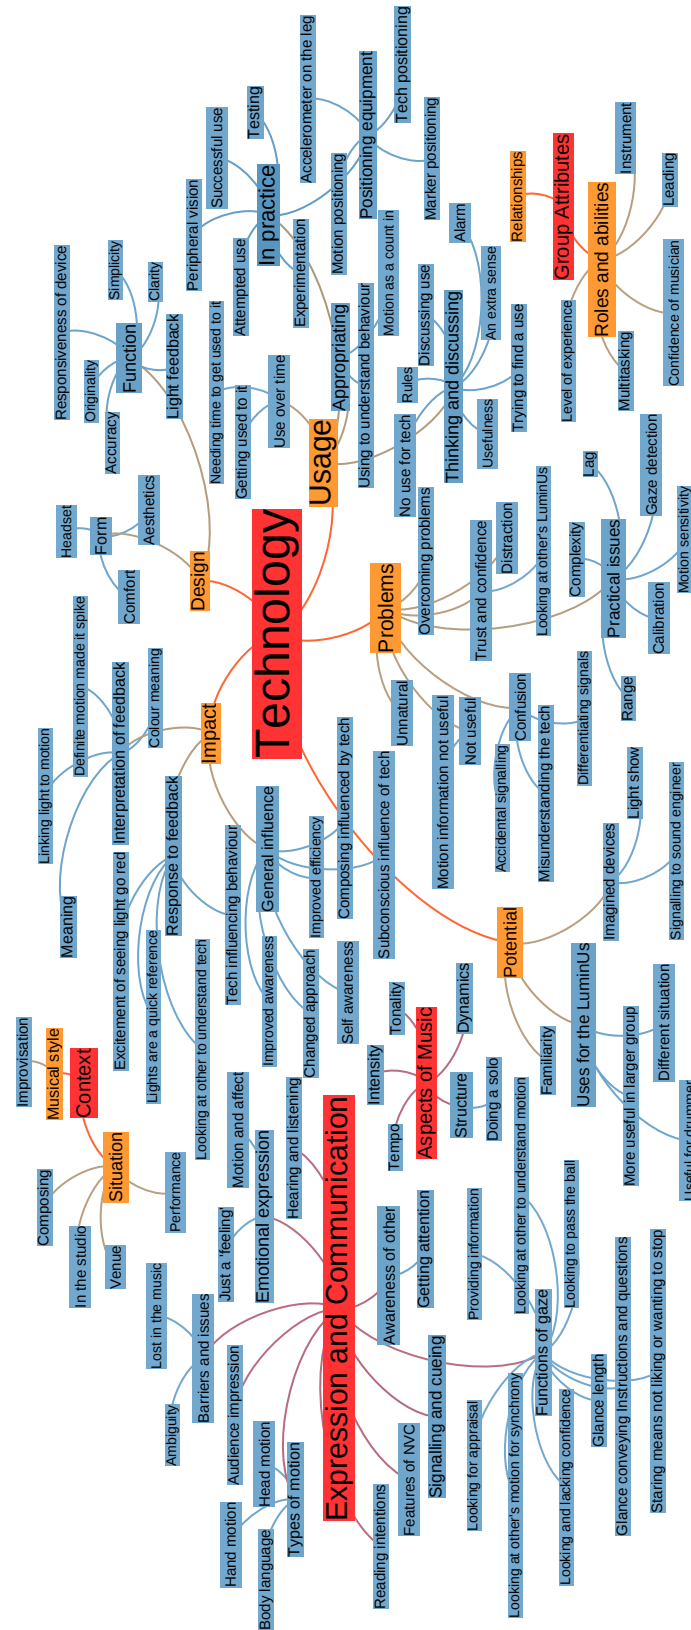 Technology
Design
Form
Headset
Aesthetics
Comfort
Function
Responsiveness of device
Simplicity
Clarity
Originality
Accuracy
Light feedback
Usage
Use over time
Needing time to get used to it
Getting used to it
Appropriating
Using to understand behaviour
Motion as a count in
In practice
Peripheral vision
Successful use
Testing
Attempted use
Experimentation
Positioning equipment
Accelerometer on the leg
Tech positioning
Motion positioning
Marker positioning
Thinking and discussing
Alarm
An extra sense
Discussing use
Rules
Trying to find a use
Usefulness
No use for tech
Problems
Overcoming problems
Trust and confidence
Distraction
Looking at other's LuminUs
Practical issues
Lag
Complexity
Gaze detection
Motion sensitivity
Calibration
Range
Unnatural
Not useful
Motion information not useful
Confusion
Accidental signalling
Misunderstanding the tech
Differentiating signals
Potential
Imagined devices
Light show
Signalling to sound engineer
Uses for the LuminUs
Familiarity
Different situation
More useful in larger group
Useful for drummer
Impact
Interpretation of feedback
Linking light to motion
Definite motion made it spike
Colour meaning
Meaning
Response to feedback
Excitement of seeing light go red
Lights are a quick reference
Looking at other to understand tech
Tech influencing behaviour
General influence
Improved efficiency
Composing influenced by tech
Subconscious influence of tech
Improved awareness
Changed approach
Self awareness
Group Attributes
Relationships
Roles and abilities
Instrument
Leading
Confidence of musician
Multitasking
Level of experience
Context
Musical style
Improvisation
Situation
Composing
In the studio
Venue
Performance
Aspects of Music
Tonality
Dynamics
Intensity
Tempo
Structure
Doing a solo
Expression and Communication
Hearing and listening
Emotional expression
Motion and affect
Just a 'feeling'
Barriers and issues
Lost in the music
Ambiguity
Audience impression
Types of motion
Head motion
Hand motion
Body language
Reading intentions
Features of NVC
Signalling and cueing
Awareness of other
Getting attention
Functions of gaze
Providing information
Looking at other to understand motion
Looking to pass the ball
Looking for appraisal
Looking at other's motion for synchrony
Looking and lacking confidence
Glance length
Glance conveying Instructions and questions
Staring means not liking or wanting to stop